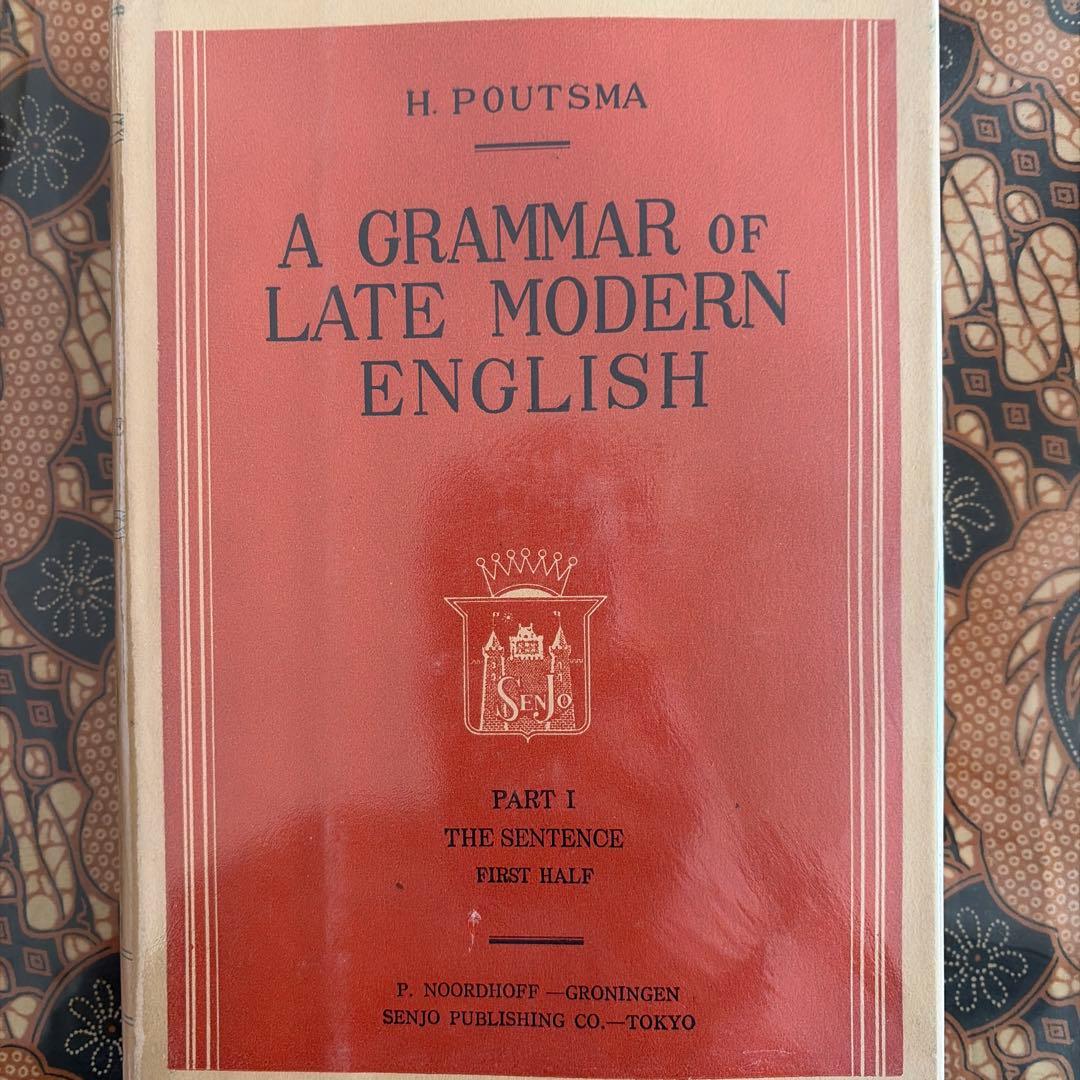 H. POUTSMA
A GRAMMAR OF
LATE MODERN
ENGLISH
SENJO
PART I
THE SENTENCE
FIRST HALF
P. NOORDHOFF—GRONINGEN
SENJO PUBLISHING CO.—TOKYO